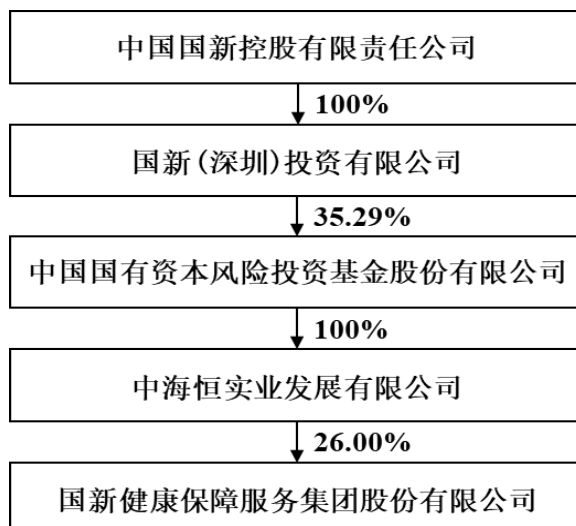 中国国新控股有限责任公司
100%
国新(深圳)投资有限公司
35.29%
中国国有资本风险投资基金股份有限公司
100%
中海恒实业发展有限公司
26.00%
国新健康保障服务集团股份有限公司